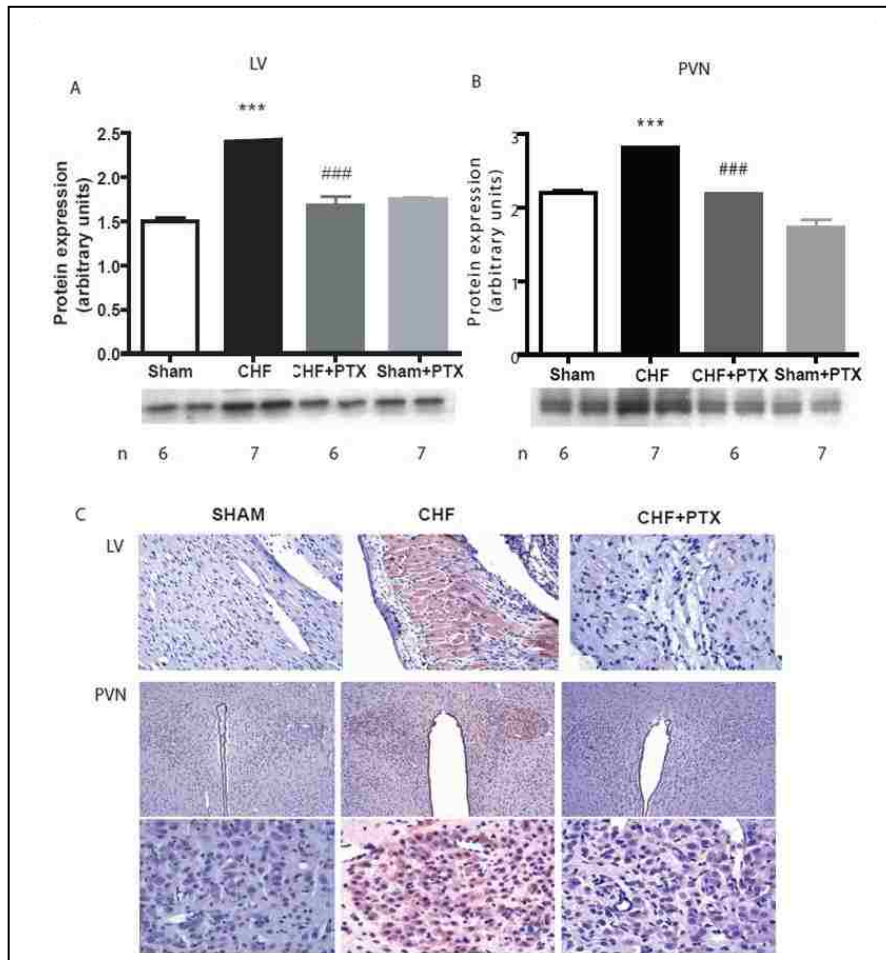 LV
A
***
###
Protein expression
(arbitrary units)
2.5
2.0
1.5
1.0
0.5
0.0
Sham CHF CHF+PTX Sham+PTX
n 6 7 6 7
PVN
B
***
###
Protein expression
(arbitrary units)
3
2
1
0
Sham CHF CHF+PTX Sham+PTX
n 6 7 6 7
C
SHAM CHF CHF+PTX
LV
PVN